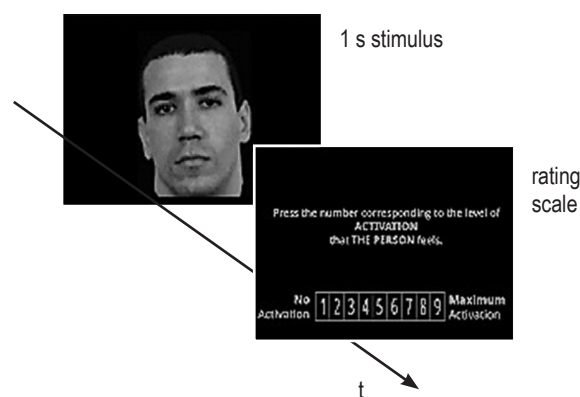 1 s stimulus
rating
scale
Press the number corresponding to the level of
ACTIVATION
that THE PERSON feels.
No
Activation
1 2 3 4 5 6 7 8 9
Maximum
Activation
t